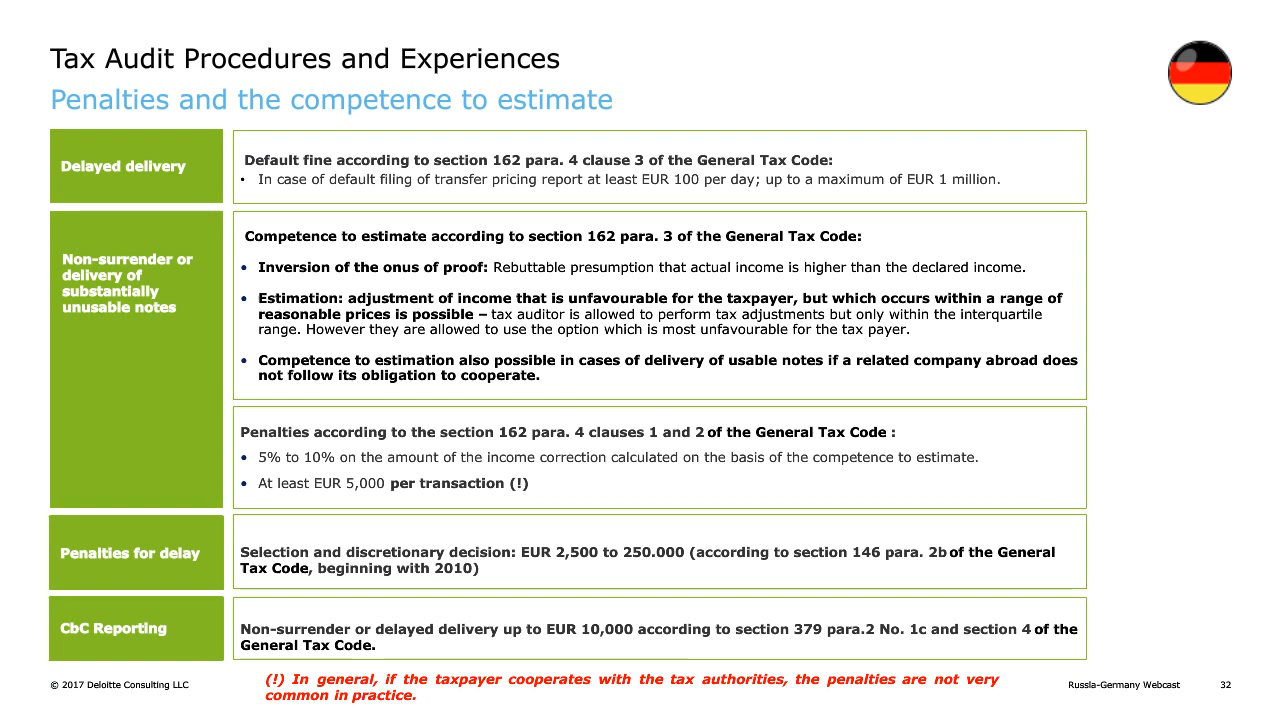 Tax Audit Procedures and Experiences
Penalties and the competence to estimate
Delayed delivery
Default fine according to section 162 para. 4 clause 3 of the General Tax Code:
• In case of default filing of transfer pricing report at least EUR 100 per day; up to a maximum of EUR 1 million.
Non-surrender or
delivery of
substantially
unusable notes
Competence to estimate according to section 162 para. 3 of the General Tax Code:
• Inversion of the onus of proof: Rebuttable presumption that actual income is higher than the declared income.
• Estimation: adjustment of income that is unfavourable for the taxpayer, but which occurs within a range of
reasonable prices is possible – tax auditor is allowed to perform tax adjustments but only within the interquartile
range. However they are allowed to use the option which is most unfavourable for the tax payer.
• Competence to estimation also possible in cases of delivery of usable notes if a related company abroad does
not follow its obligation to cooperate.
Penalties according to the section 162 para. 4 clauses 1 and 2 of the General Tax Code :
• 5% to 10% on the amount of the income correction calculated on the basis of the competence to estimate.
• At least EUR 5,000 per transaction (!)
Penalties for delay
Selection and discretionary decision: EUR 2,500 to 250.000 (according to section 146 para. 2b of the General
Tax Code, beginning with 2010)
CbC Reporting
Non-surrender or delayed delivery up to EUR 10,000 according to section 379 para.2 No. 1c and section 4 of the
General Tax Code.
(!) In general, if the taxpayer cooperates with the tax authorities, the penalties are not very
common in practice.
© 2017 Deloitte Consulting LLC
Russla-Germany Webcast
32